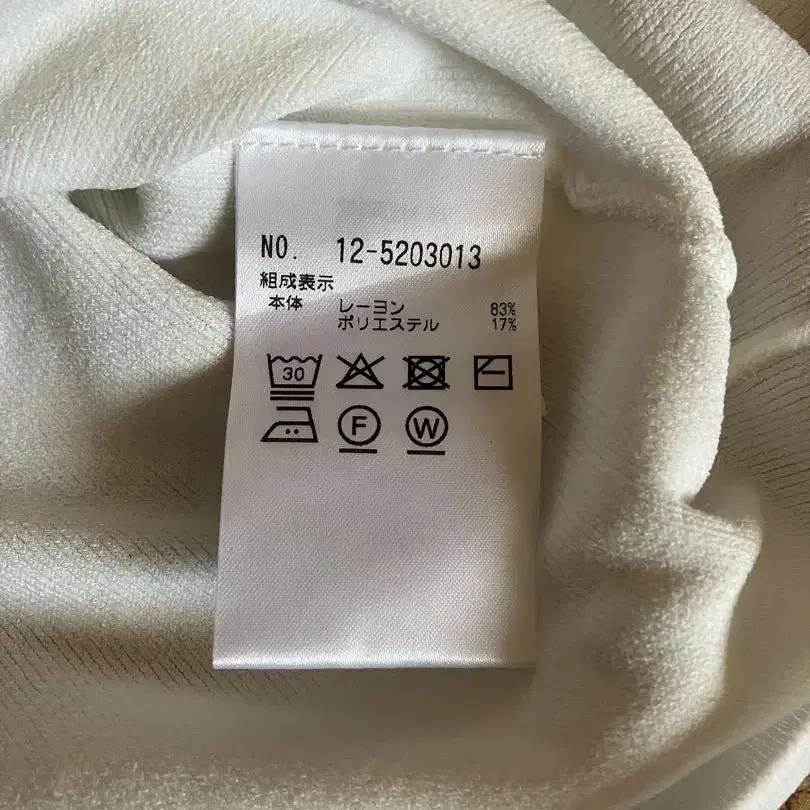 NO. 12-5203013
組成表示
本体 レーヨン 83%
ポリエステル 17%
30
F W